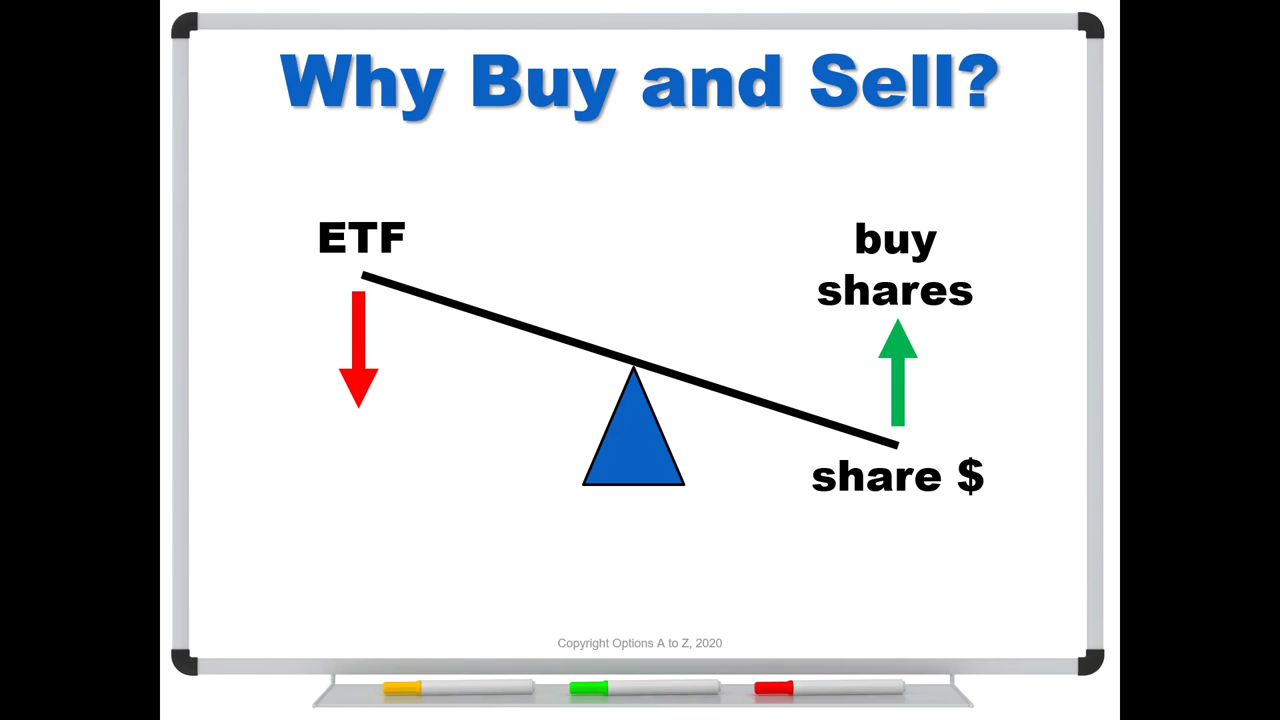 Why Buy and Sell?
ETF
buy
shares
share $
Copyright Options A to Z, 2020